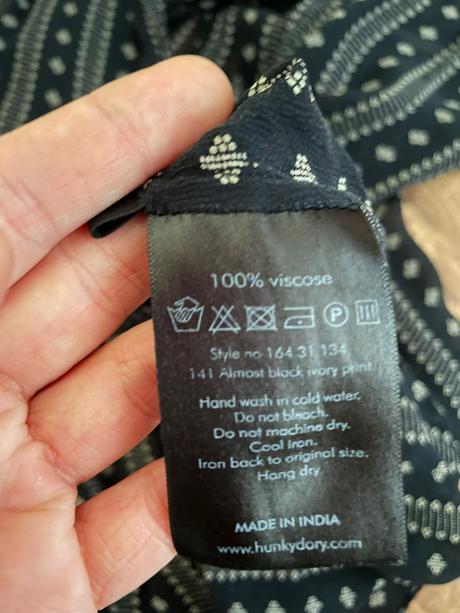 100% viscose
P
Style no 164 31 134
141 Almost black ivory print
Hand wash in cold water.
Do not bleach.
Do not machine dry.
Cool iron.
Iron back to original size.
Hang dry
MADE IN INDIA
www.hunkydory.com